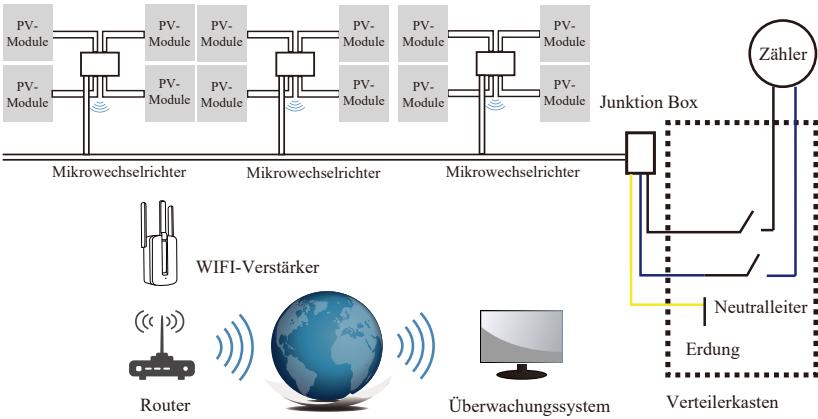 PV-
Module
PV-
Module
PV-
Module
PV-
Module
PV-
Module
PV-
Module
PV-
Module
PV-
Module
PV-
Module
PV-
Module
PV-
Module
PV-
Module
Zähler
Junktion Box
Mikrowechselrichter
Mikrowechselrichter
Mikrowechselrichter
WIFI-Verstärker
Neutralleiter
Erdung
Router
Überwachungssystem
Verteilerkasten